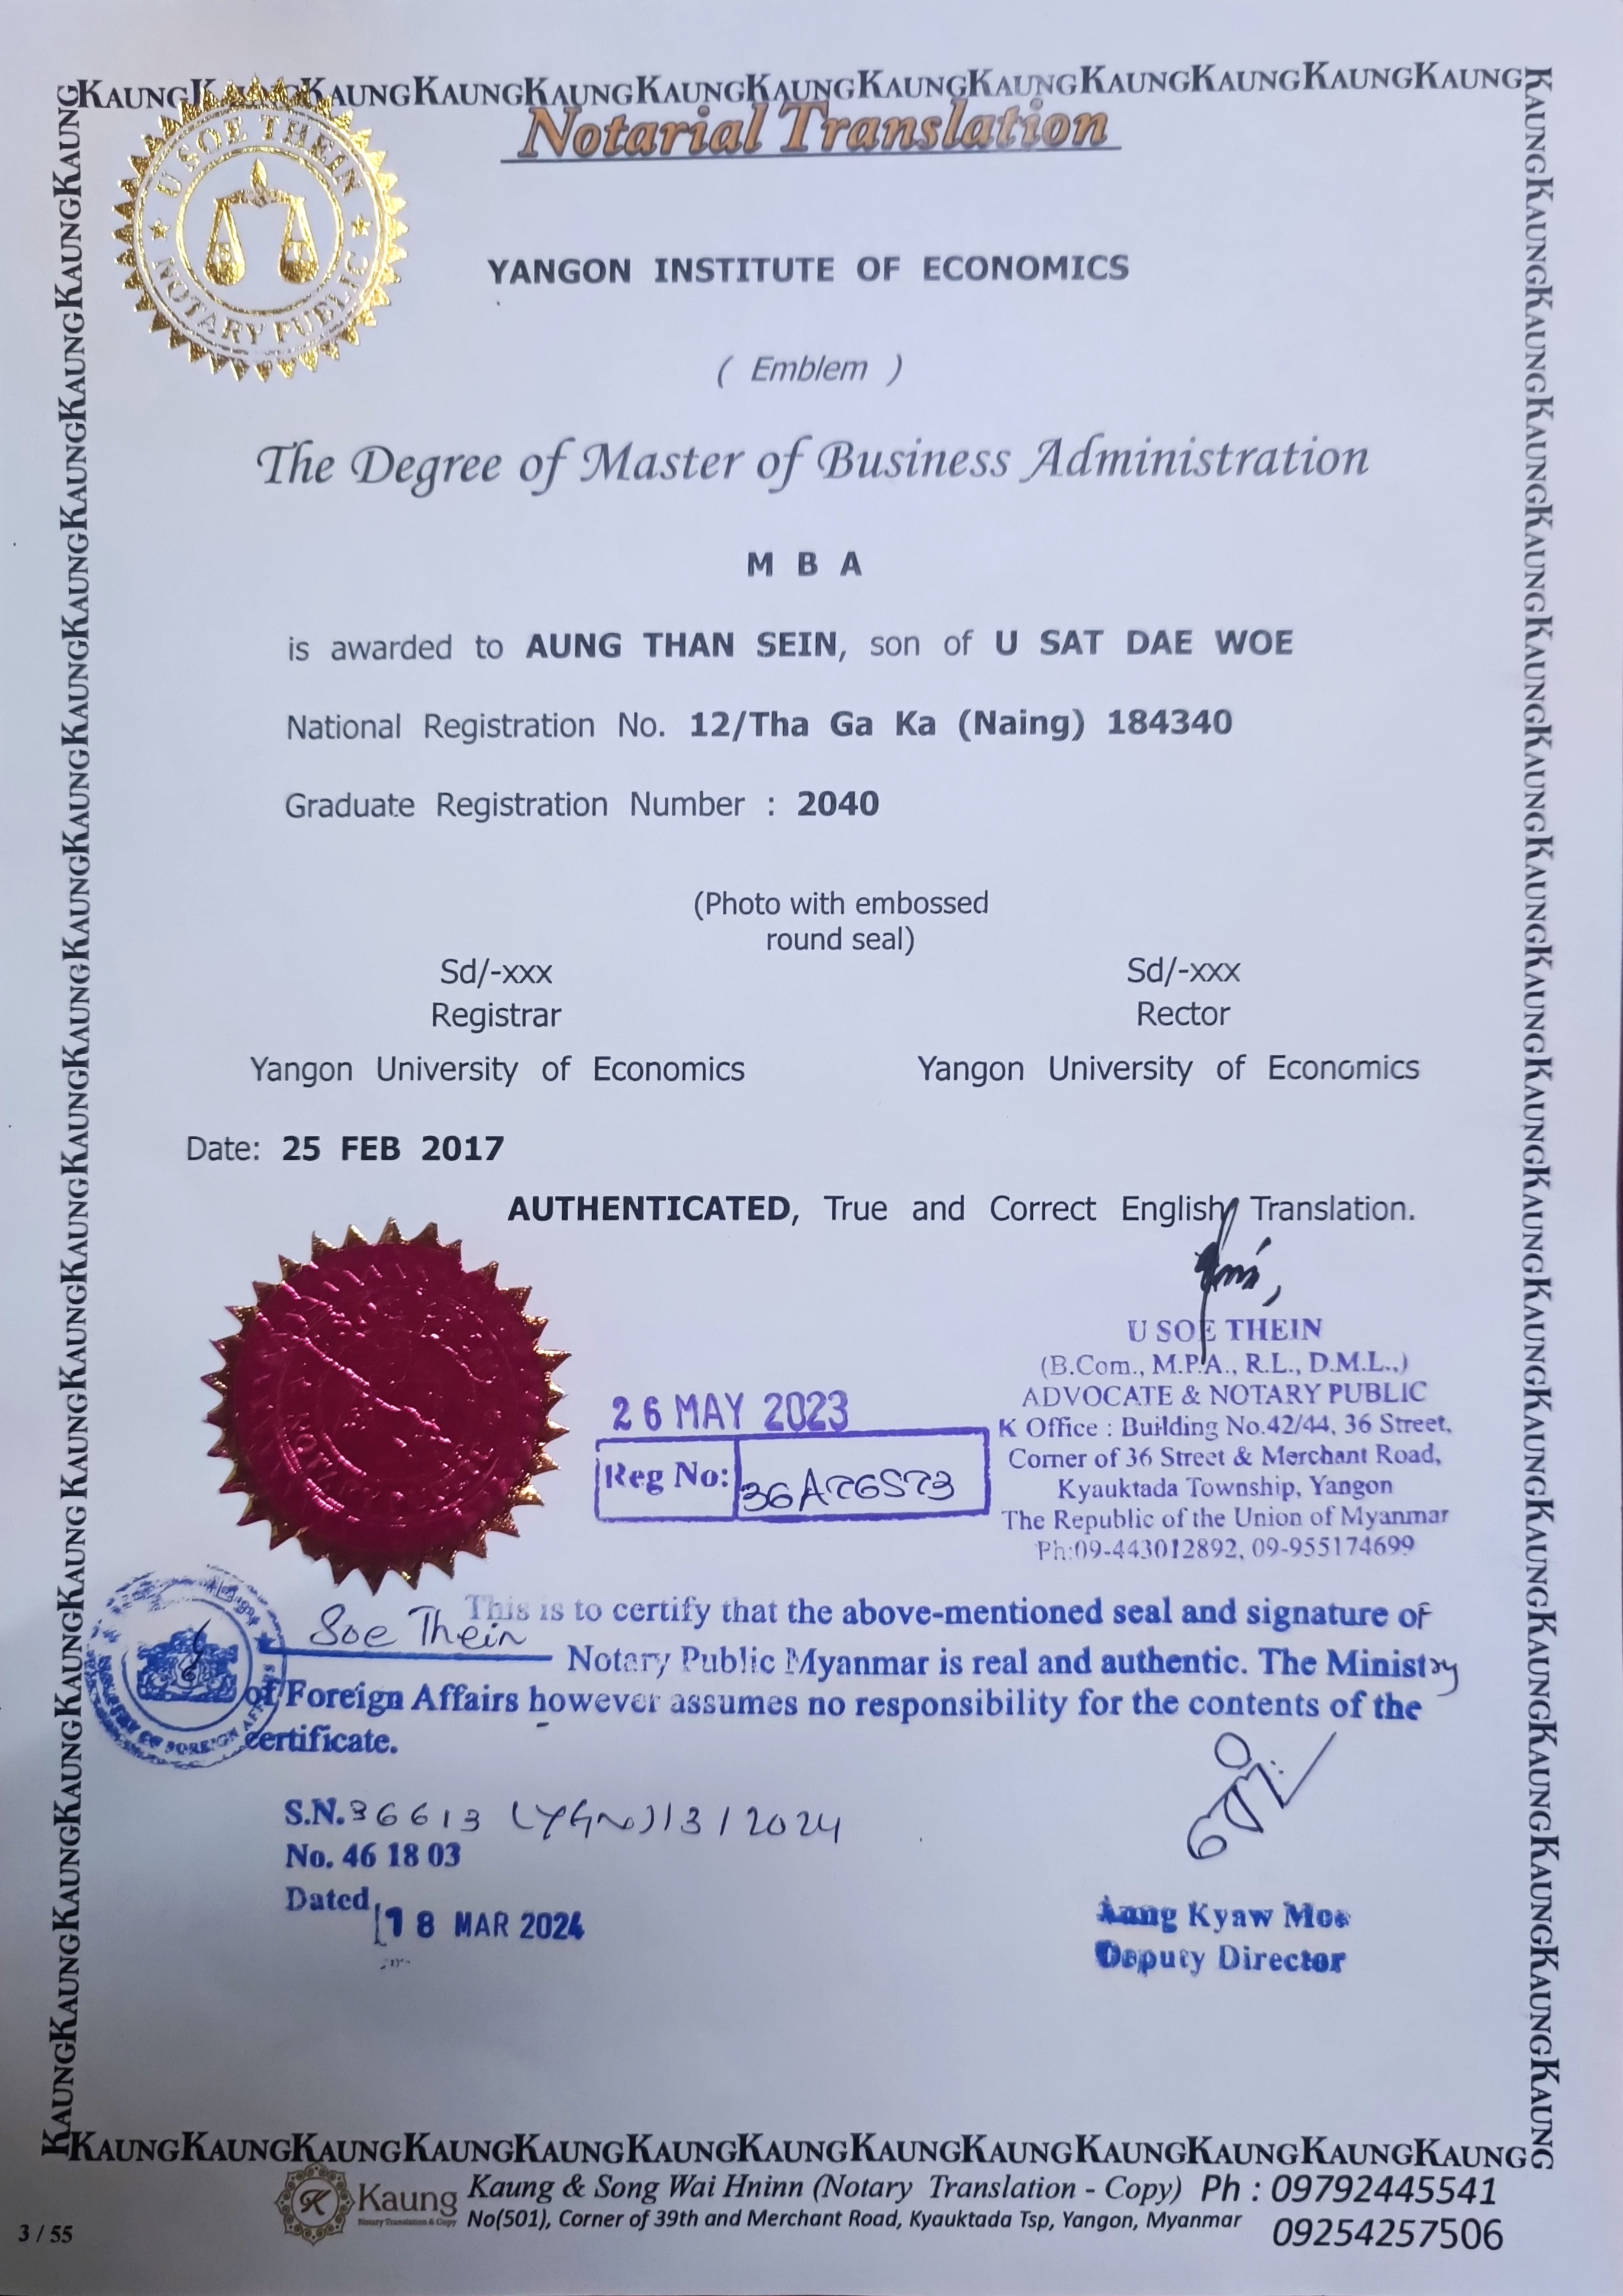 KAUNGKAUNGKAUNGKAUNGKAUNGKAUNGKAUNGKAUNGKAUNGKAUNGKAUNGKAUNGKAUNG
Notarial Translation
U SOE THEIN
NOTARY PUBLIC
YANGON INSTITUTE OF ECONOMICS
( Emblem )
The Degree of Master of Business Administration
M B A
is awarded to AUNG THAN SEIN, son of U SAT DAE WOE
National Registration No. 12/Tha Ga Ka (Naing) 184340
Graduate Registration Number : 2040
(Photo with embossed
round seal)
Sd/-xxx Sd/-xxx
Registrar Rector
Yangon University of Economics Yangon University of Economics
Date: 25 FEB 2017
AUTHENTICATED, True and Correct English Translation.
U SOE THEIN
(B.Com., M.P.A., R.L., D.M.L.,)
ADVOCATE & NOTARY PUBLIC
26 MAY 2023
K Office : Building No.42/44, 36 Street,
Corner of 36 Street & Merchant Road,
Reg No:
Kyauktada Township, Yangon
The Republic of the Union of Myanmar
Ph:09-443012892, 09-955174699
This is to certify that the above-mentioned seal and signature of
Soe Thein Notary Public Myanmar is real and authentic. The Ministry
of Foreign Affairs however assumes no responsibility for the contents of the
certificate.
MINISTRY OF FOREIGN AFFAIRS
S.N. 36613 (YGN) 13/2024
No. 46 18 03
Dated 18 MAR 2024
Aung Kyaw Moe
Deputy Director
KAUNGKAUNGKAUNGKAUNGKAUNGKAUNGKAUNGKAUNGKAUNGKAUNGKAUNGKAUNGKAUNG
Kaung
Notary Translation & Copy
Kaung & Song Wai Hninn (Notary Translation - Copy) Ph : 09792445541
No(501), Corner of 39th and Merchant Road, Kyauktada Tsp, Yangon, Myanmar 09254257506
3 / 55